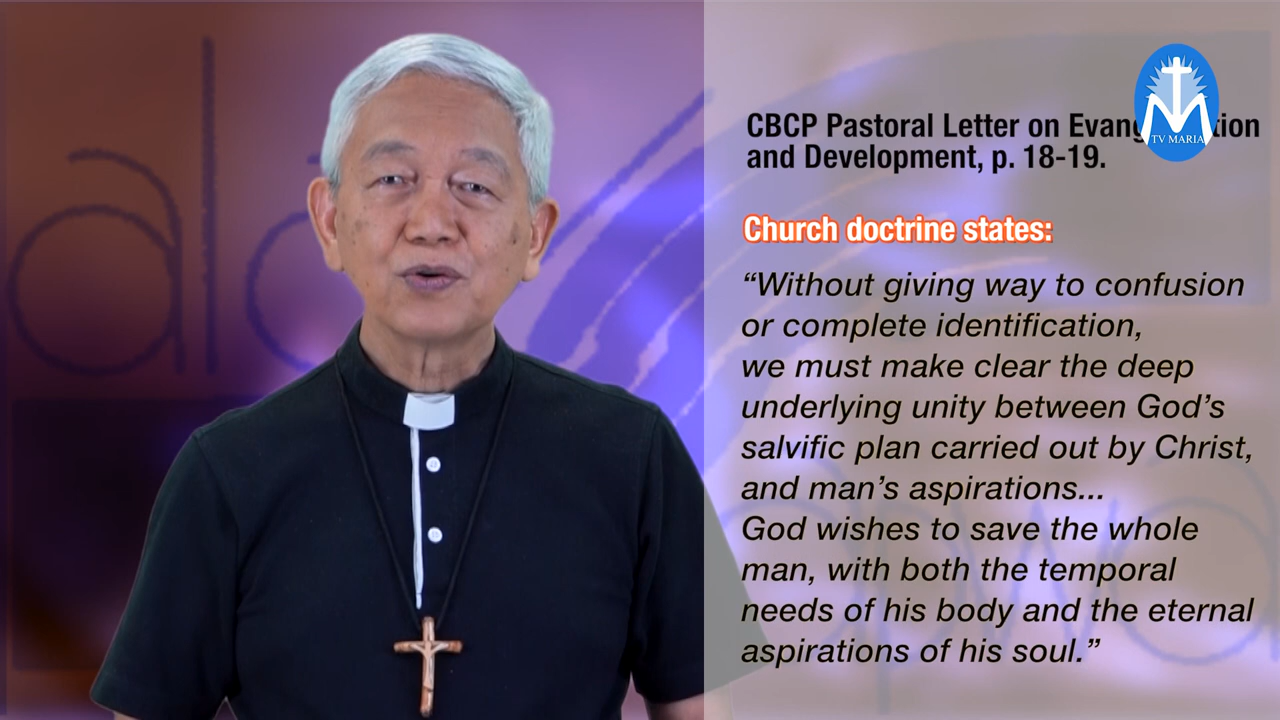 CBCP Pastoral Letter on
and Development, p. 18-19.
TV MARIA
Church doctrine states:
“Without giving way to confusion
or complete identification,
we must make clear the deep
underlying unity between God’s
salvific plan carried out by Christ,
and man’s aspirations...
God wishes to save the whole
man, with both the temporal
needs of his body and the eternal
aspirations of his soul.”